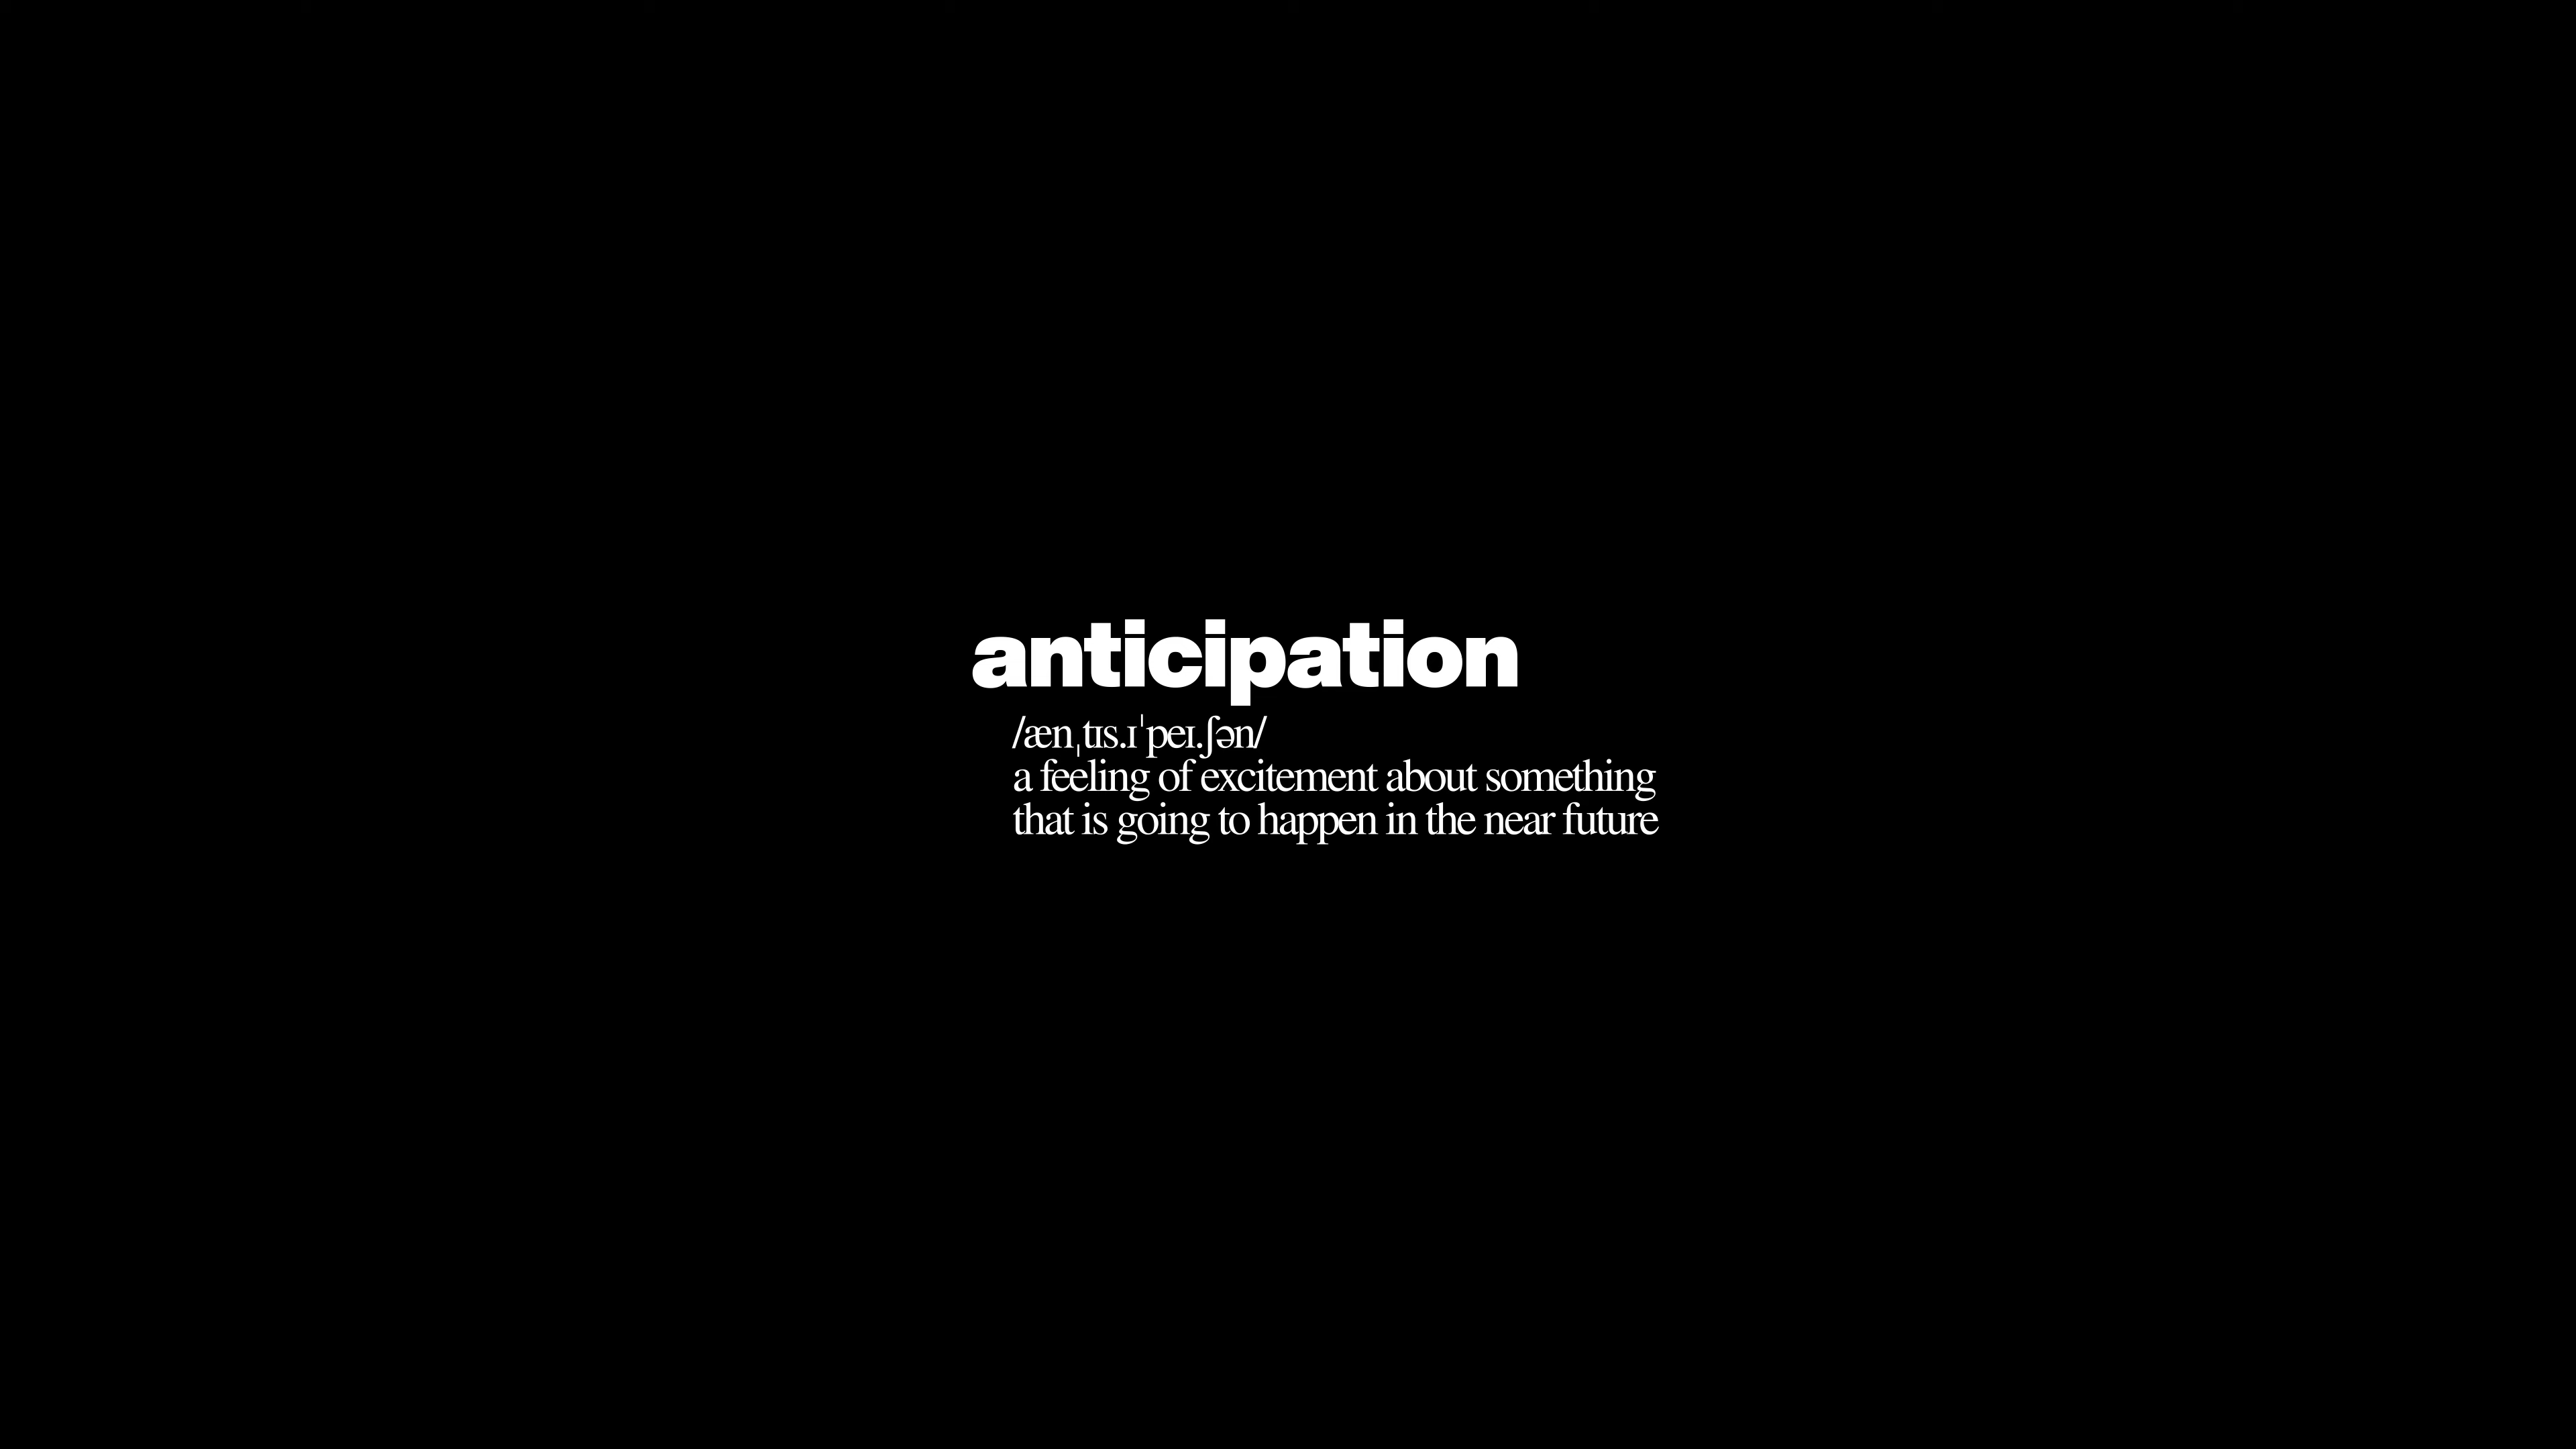 anticipation
/ænˌtɪs.ɪˈpeɪ.ʃən/
a feeling of excitement about something
that is going to happen in the near future